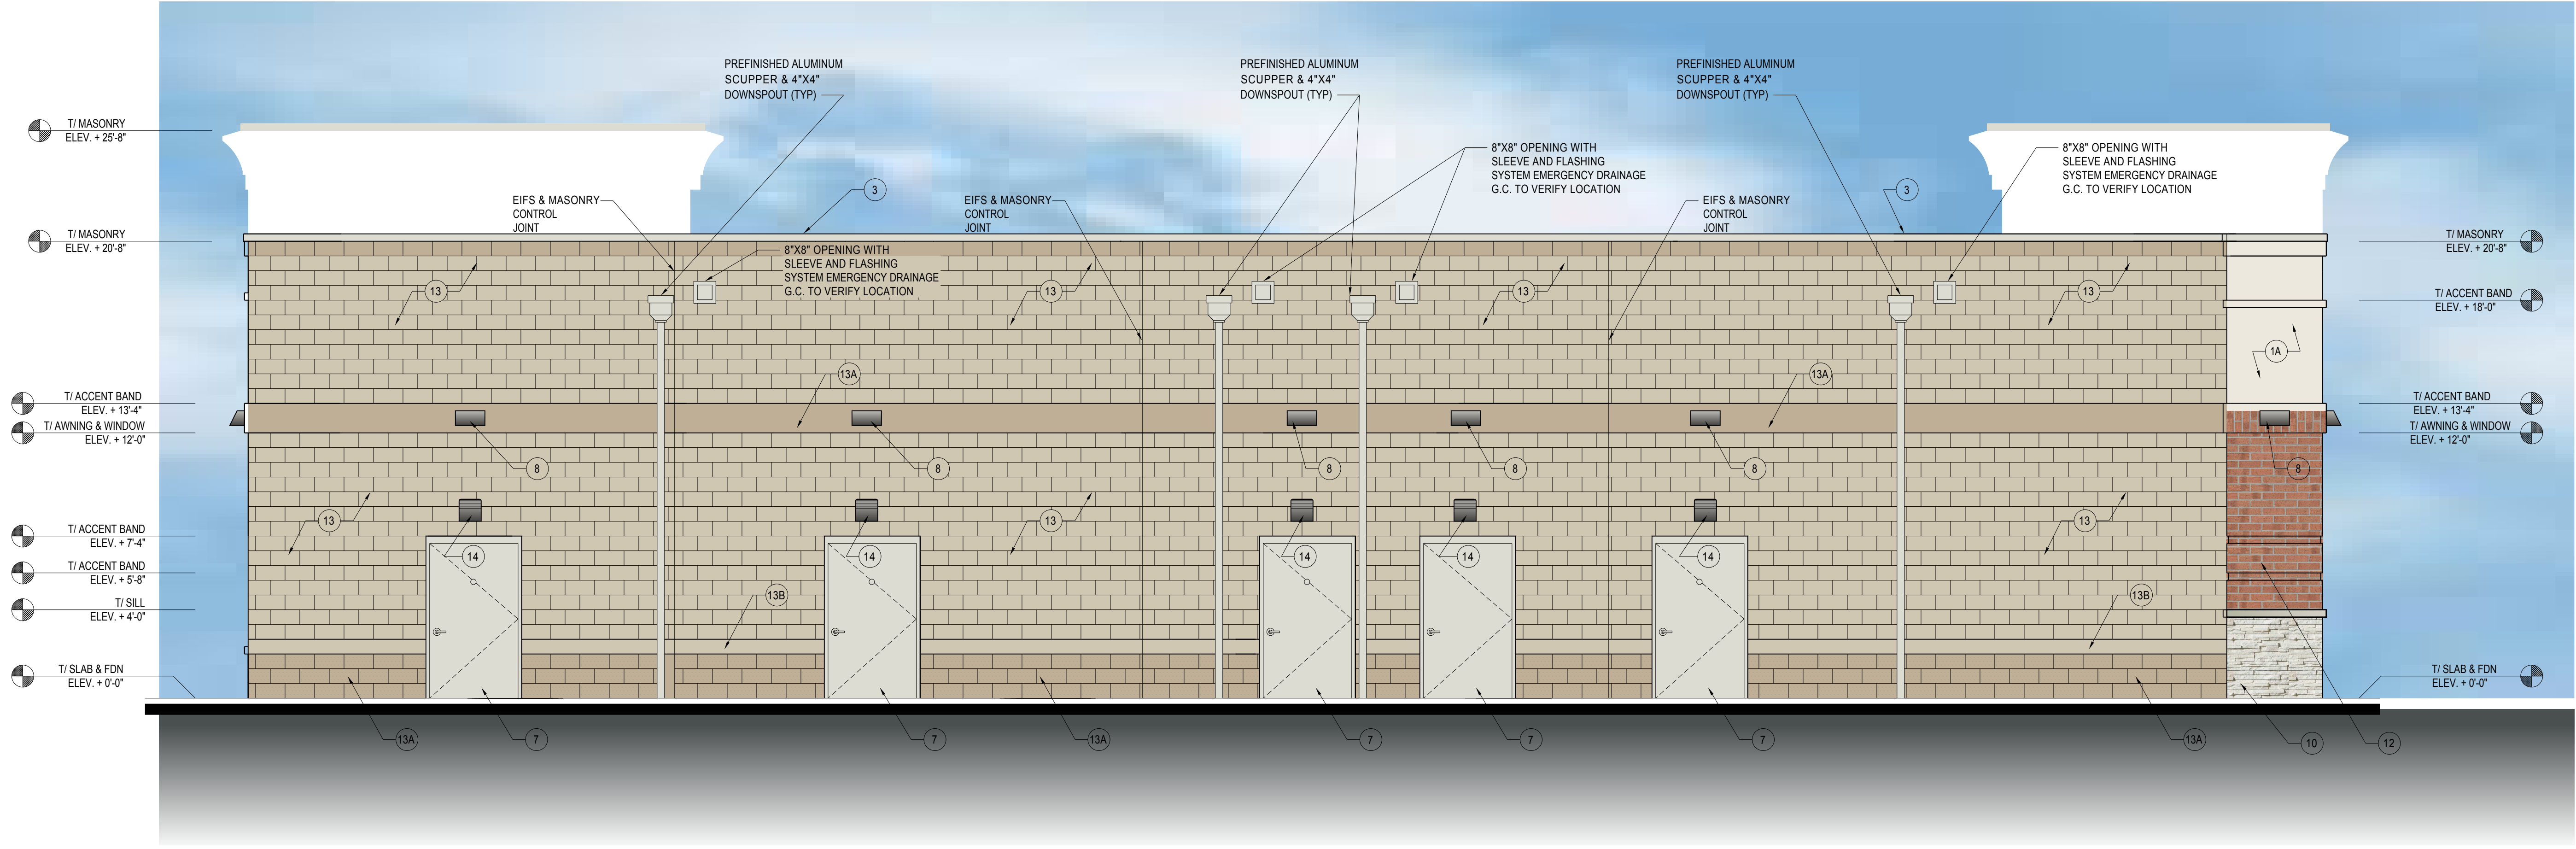 PREFINISHED ALUMINUM
SCUPPER & 4"X4"
DOWNSPOUT (TYP)
PREFINISHED ALUMINUM
SCUPPER & 4"X4"
DOWNSPOUT (TYP)
PREFINISHED ALUMINUM
SCUPPER & 4"X4"
DOWNSPOUT (TYP)
T/ MASONRY
ELEV. + 25'-8"
8"X8" OPENING WITH
SLEEVE AND FLASHING
SYSTEM EMERGENCY DRAINAGE
G.C. TO VERIFY LOCATION
8"X8" OPENING WITH
SLEEVE AND FLASHING
SYSTEM EMERGENCY DRAINAGE
G.C. TO VERIFY LOCATION
3
3
EIFS & MASONRY
CONTROL
JOINT
EIFS & MASONRY
CONTROL
JOINT
EIFS & MASONRY
CONTROL
JOINT
T/ MASONRY
ELEV. + 20'-8"
T/ MASONRY
ELEV. + 20'-8"
8"X8" OPENING WITH
SLEEVE AND FLASHING
SYSTEM EMERGENCY DRAINAGE
G.C. TO VERIFY LOCATION
13
13
13
13
T/ ACCENT BAND
ELEV. + 18'-0"
1A
13A
13A
T/ ACCENT BAND
ELEV. + 13'-4"
T/ AWNING & WINDOW
ELEV. + 12'-0"
T/ ACCENT BAND
ELEV. + 13'-4"
T/ AWNING & WINDOW
ELEV. + 12'-0"
8
8
8
8
8
8
13
13
13
T/ ACCENT BAND
ELEV. + 7'-4"
14
14
14
14
14
T/ ACCENT BAND
ELEV. + 5'-8"
13B
13B
T/ SILL
ELEV. + 4'-0"
T/ SLAB & FDN
ELEV. + 0'-0"
T/ SLAB & FDN
ELEV. + 0'-0"
13A
7
7
13A
7
7
7
13A
10
12